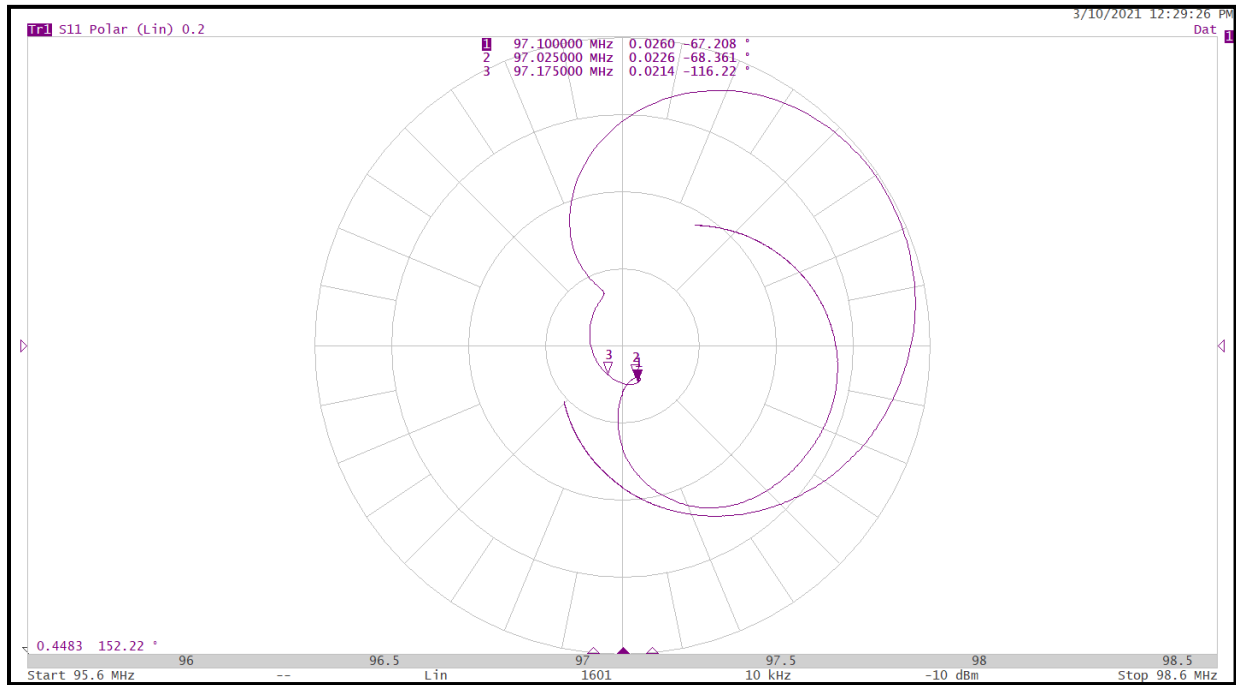 3/10/2021 12:29:26 PM
Tr1 S11 Polar (Lin) 0.2 Dat
1 97.100000 MHz 0.0260 -67.208 ° 1
2 97.025000 MHz 0.0226 -68.361 °
3 97.175000 MHz 0.0214 -116.22 °
3 2
1
0.4483 152.22 °
96 96.5 97 97.5 98 98.5
Start 95.6 MHz -- Lin 1601 10 kHz -10 dBm Stop 98.6 MHz